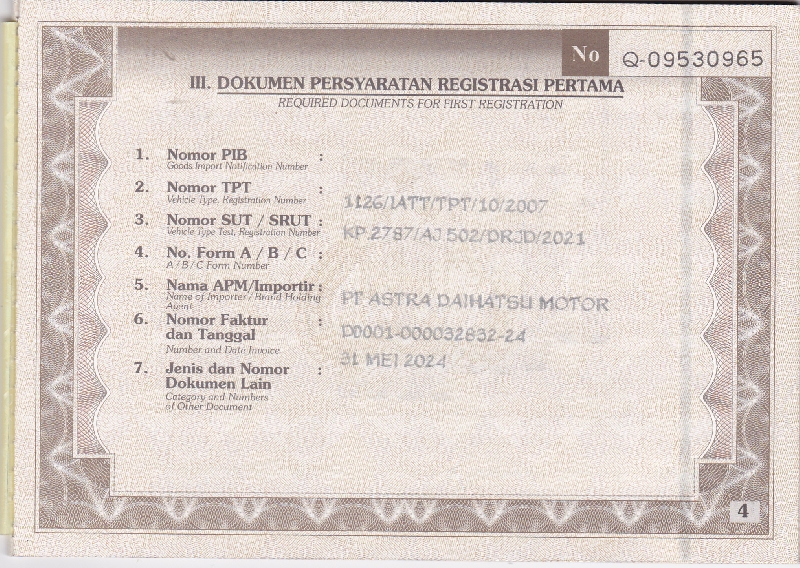 No Q-09530965
III. DOKUMEN PERSYARATAN REGISTRASI PERTAMA
REQUIRED DOCUMENTS FOR FIRST REGISTRATION
1. Nomor PIB :
Goods Import Notification Number
2. Nomor TPT : 1126/IATT/TPT/10/2007
Vehicle Type. Registration Number
3. Nomor SUT / SRUT : KP.2787/AJ 502/DRJD/2021
Vehicle Type Test. Registration Number
4. No. Form A / B / C :
A / B / C Form Number
5. Nama APM/Importir : PT ASTRA DAIHATSU MOTOR
Name of Importer / Brand Holding
Agent
6. Nomor Faktur : D0001-000032832-24
dan Tanggal 31 MEI 2024
Number and Date Invoice
7. Jenis dan Nomor :
Dokumen Lain
Category and Numbers
of Other Document
4